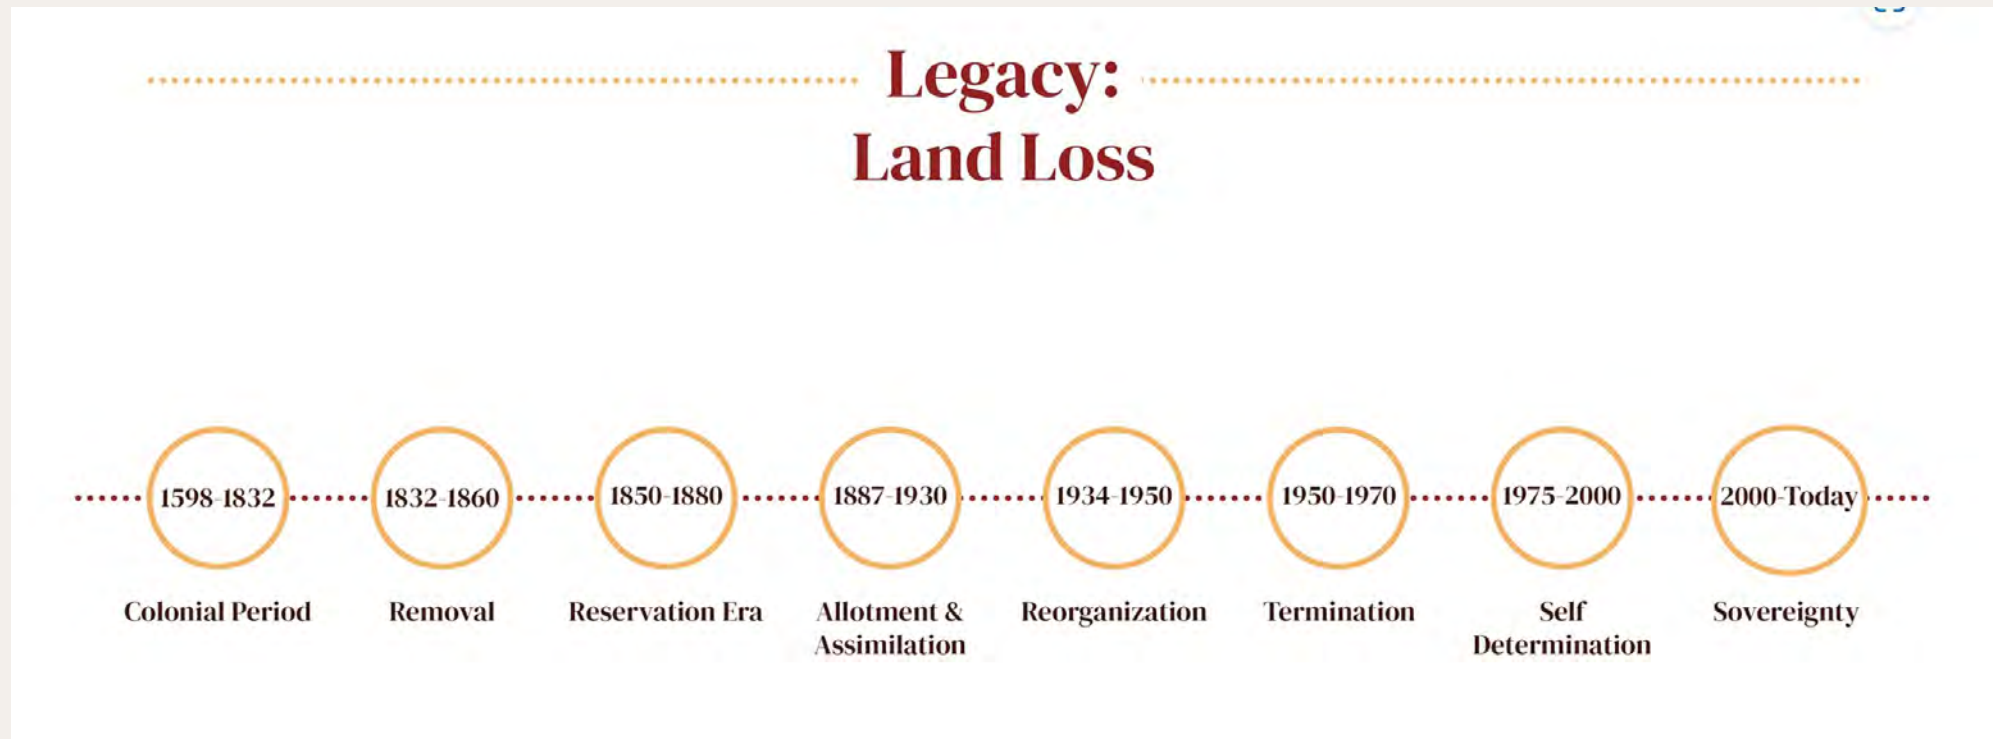 Legacy:
Land Loss
1598-1832
1832-1860
1850-1880
1887-1930
1934-1950
1950-1970
1975-2000
2000-Today
Colonial Period
Removal
Reservation Era
Allotment &
Assimilation
Reorganization
Termination
Self
Determination
Sovereignty